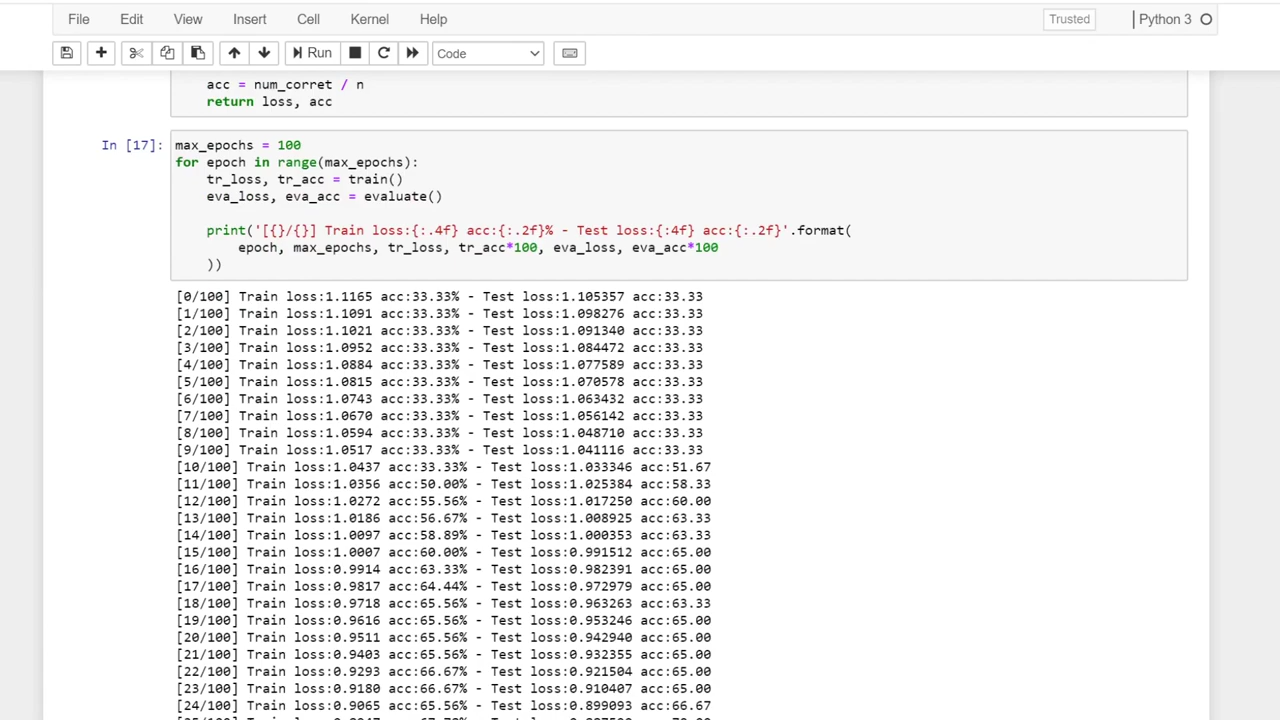 File Edit View Insert Cell Kernel Help Trusted Python 3
Run Code
acc = num_corret / n
return loss, acc
In [17]:
max_epochs = 100
for epoch in range(max_epochs):
    tr_loss, tr_acc = train()
    eva_loss, eva_acc = evaluate()
    print('[{}/{}] Train loss:{:.4f} acc:{:.2f}% - Test loss:{:4f} acc:{:.2f}'.format(
        epoch, max_epochs, tr_loss, tr_acc*100, eva_loss, eva_acc*100
    ))
[0/100] Train loss:1.1165 acc:33.33% - Test loss:1.105357 acc:33.33
[1/100] Train loss:1.1091 acc:33.33% - Test loss:1.098276 acc:33.33
[2/100] Train loss:1.1021 acc:33.33% - Test loss:1.091340 acc:33.33
[3/100] Train loss:1.0952 acc:33.33% - Test loss:1.084472 acc:33.33
[4/100] Train loss:1.0884 acc:33.33% - Test loss:1.077589 acc:33.33
[5/100] Train loss:1.0815 acc:33.33% - Test loss:1.070578 acc:33.33
[6/100] Train loss:1.0743 acc:33.33% - Test loss:1.063432 acc:33.33
[7/100] Train loss:1.0670 acc:33.33% - Test loss:1.056142 acc:33.33
[8/100] Train loss:1.0594 acc:33.33% - Test loss:1.048710 acc:33.33
[9/100] Train loss:1.0517 acc:33.33% - Test loss:1.041116 acc:33.33
[10/100] Train loss:1.0437 acc:33.33% - Test loss:1.033346 acc:51.67
[11/100] Train loss:1.0356 acc:50.00% - Test loss:1.025384 acc:58.33
[12/100] Train loss:1.0272 acc:55.56% - Test loss:1.017250 acc:60.00
[13/100] Train loss:1.0186 acc:56.67% - Test loss:1.008925 acc:63.33
[14/100] Train loss:1.0097 acc:58.89% - Test loss:1.000353 acc:63.33
[15/100] Train loss:1.0007 acc:60.00% - Test loss:0.991512 acc:65.00
[16/100] Train loss:0.9914 acc:63.33% - Test loss:0.982391 acc:65.00
[17/100] Train loss:0.9817 acc:64.44% - Test loss:0.972979 acc:65.00
[18/100] Train loss:0.9718 acc:65.56% - Test loss:0.963263 acc:63.33
[19/100] Train loss:0.9616 acc:65.56% - Test loss:0.953246 acc:65.00
[20/100] Train loss:0.9511 acc:65.56% - Test loss:0.942940 acc:65.00
[21/100] Train loss:0.9403 acc:65.56% - Test loss:0.932355 acc:65.00
[22/100] Train loss:0.9293 acc:66.67% - Test loss:0.921504 acc:65.00
[23/100] Train loss:0.9180 acc:66.67% - Test loss:0.910407 acc:65.00
[24/100] Train loss:0.9065 acc:65.56% - Test loss:0.899093 acc:66.67